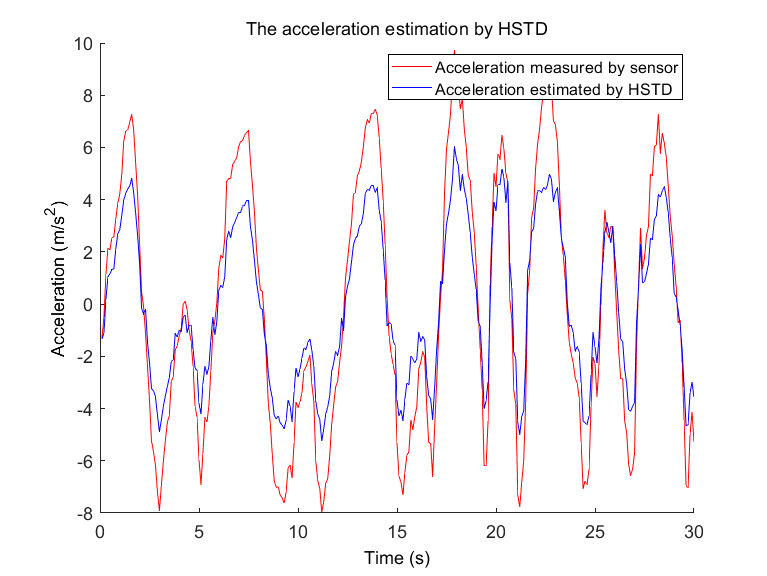 The acceleration estimation by HSTD
Acceleration measured by sensor
Acceleration estimated by HSTD
Acceleration (m/s²)
10
8
6
4
2
0
-2
-4
-6
-8
0 5 10 15 20 25 30
Time (s)